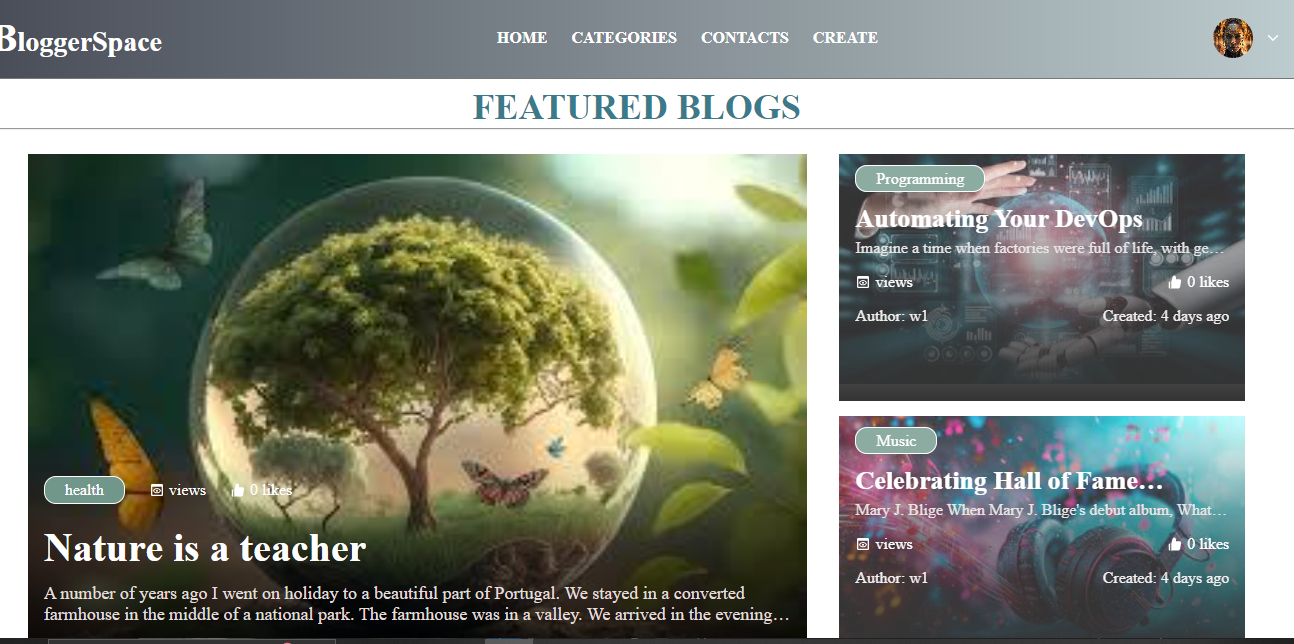 BloggerSpace
HOME CATEGORIES CONTACTS CREATE
FEATURED BLOGS
health views 0 likes
Nature is a teacher
A number of years ago I went on holiday to a beautiful part of Portugal. We stayed in a converted
farmhouse in the middle of a national park. The farmhouse was in a valley. We arrived in the evening…
Programming
Automating Your DevOps
Imagine a time when factories were full of life, with ge…
views 0 likes
Author: w1 Created: 4 days ago
Music
Celebrating Hall of Fame…
Mary J. Blige When Mary J. Blige's debut album, What…
views 0 likes
Author: w1 Created: 4 days ago